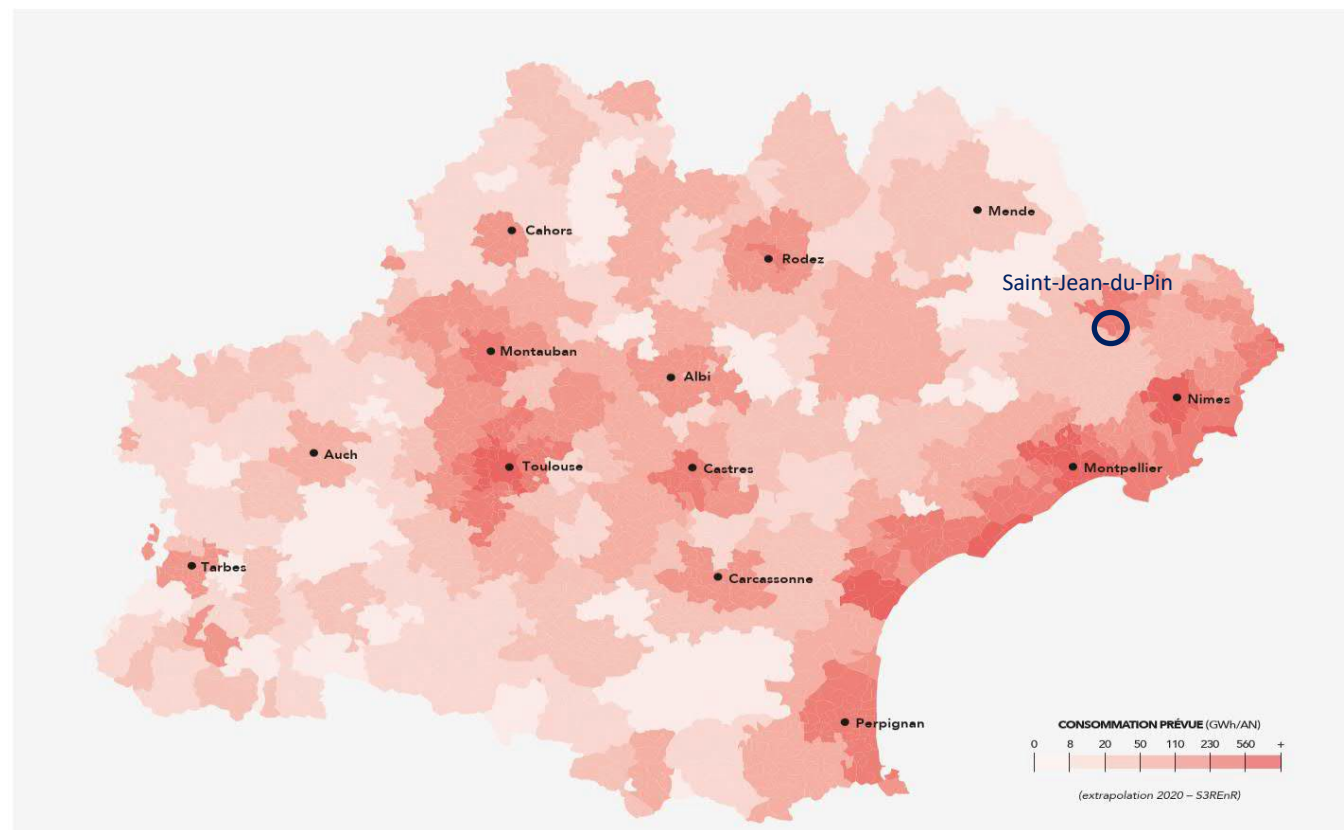 Cahors
Mende
Rodez
Saint-Jean-du-Pin
Montauban
Albi
Nimes
Auch
Toulouse
Castres
Montpellier
Tarbes
Carcassonne
Perpignan
CONSOMMATION PRÉVUE (GWh/AN)
0 8 20 50 110 230 560 +
(extrapolation 2020 – S3REnR)